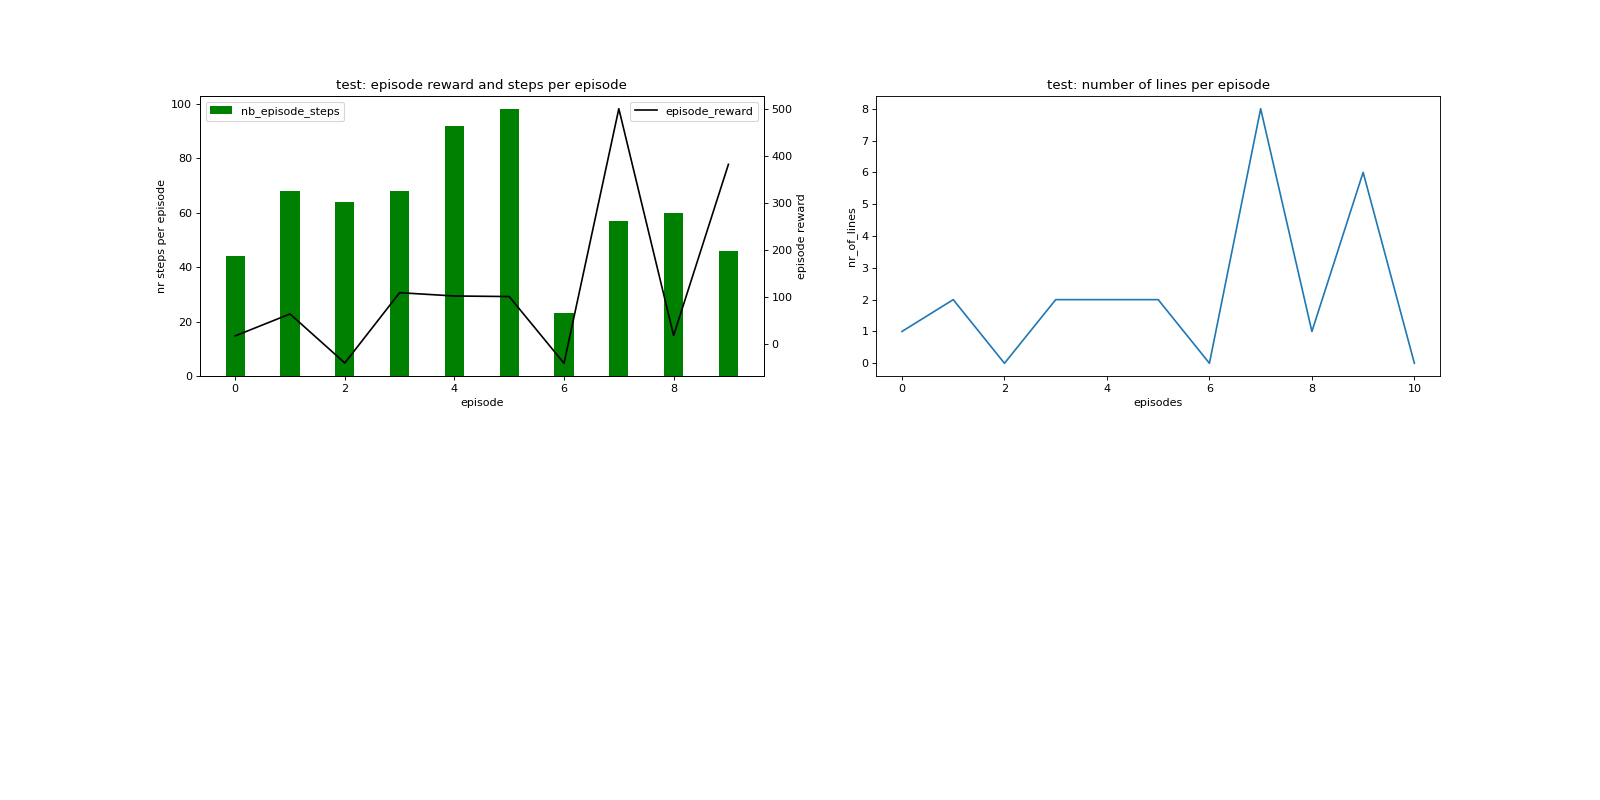 test: episode reward and steps per episode
nb_episode_steps
episode_reward
100
80
60
40
20
0
nr steps per episode
500
400
300
200
100
0
episode reward
0 2 4 6 8
episode
test: number of lines per episode
8
7
6
5
4
3
2
1
0
nr_of_lines
0 2 4 6 8 10
episodes